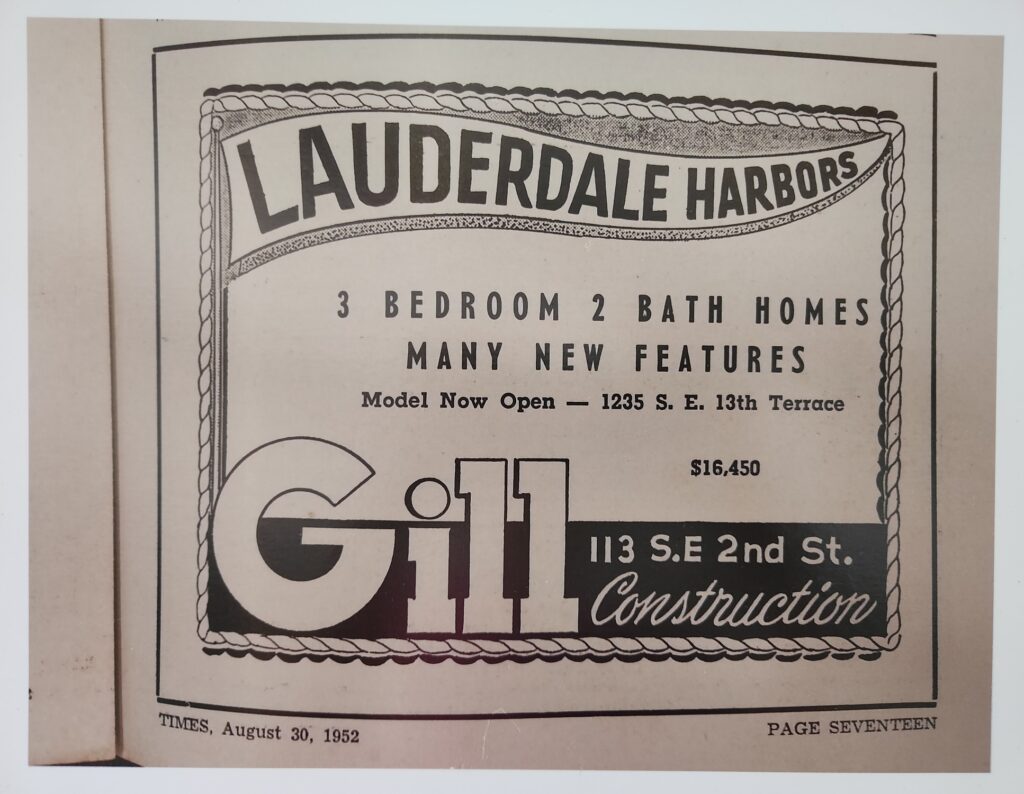 LAUDERDALE HARBORS
3 BEDROOM 2 BATH HOMES
MANY NEW FEATURES
Model Now Open — 1235 S. E. 13th Terrace
$16,450
Gill
113 S.E 2nd St.
Construction
TIMES, August 30, 1952
PAGE SEVENTEEN